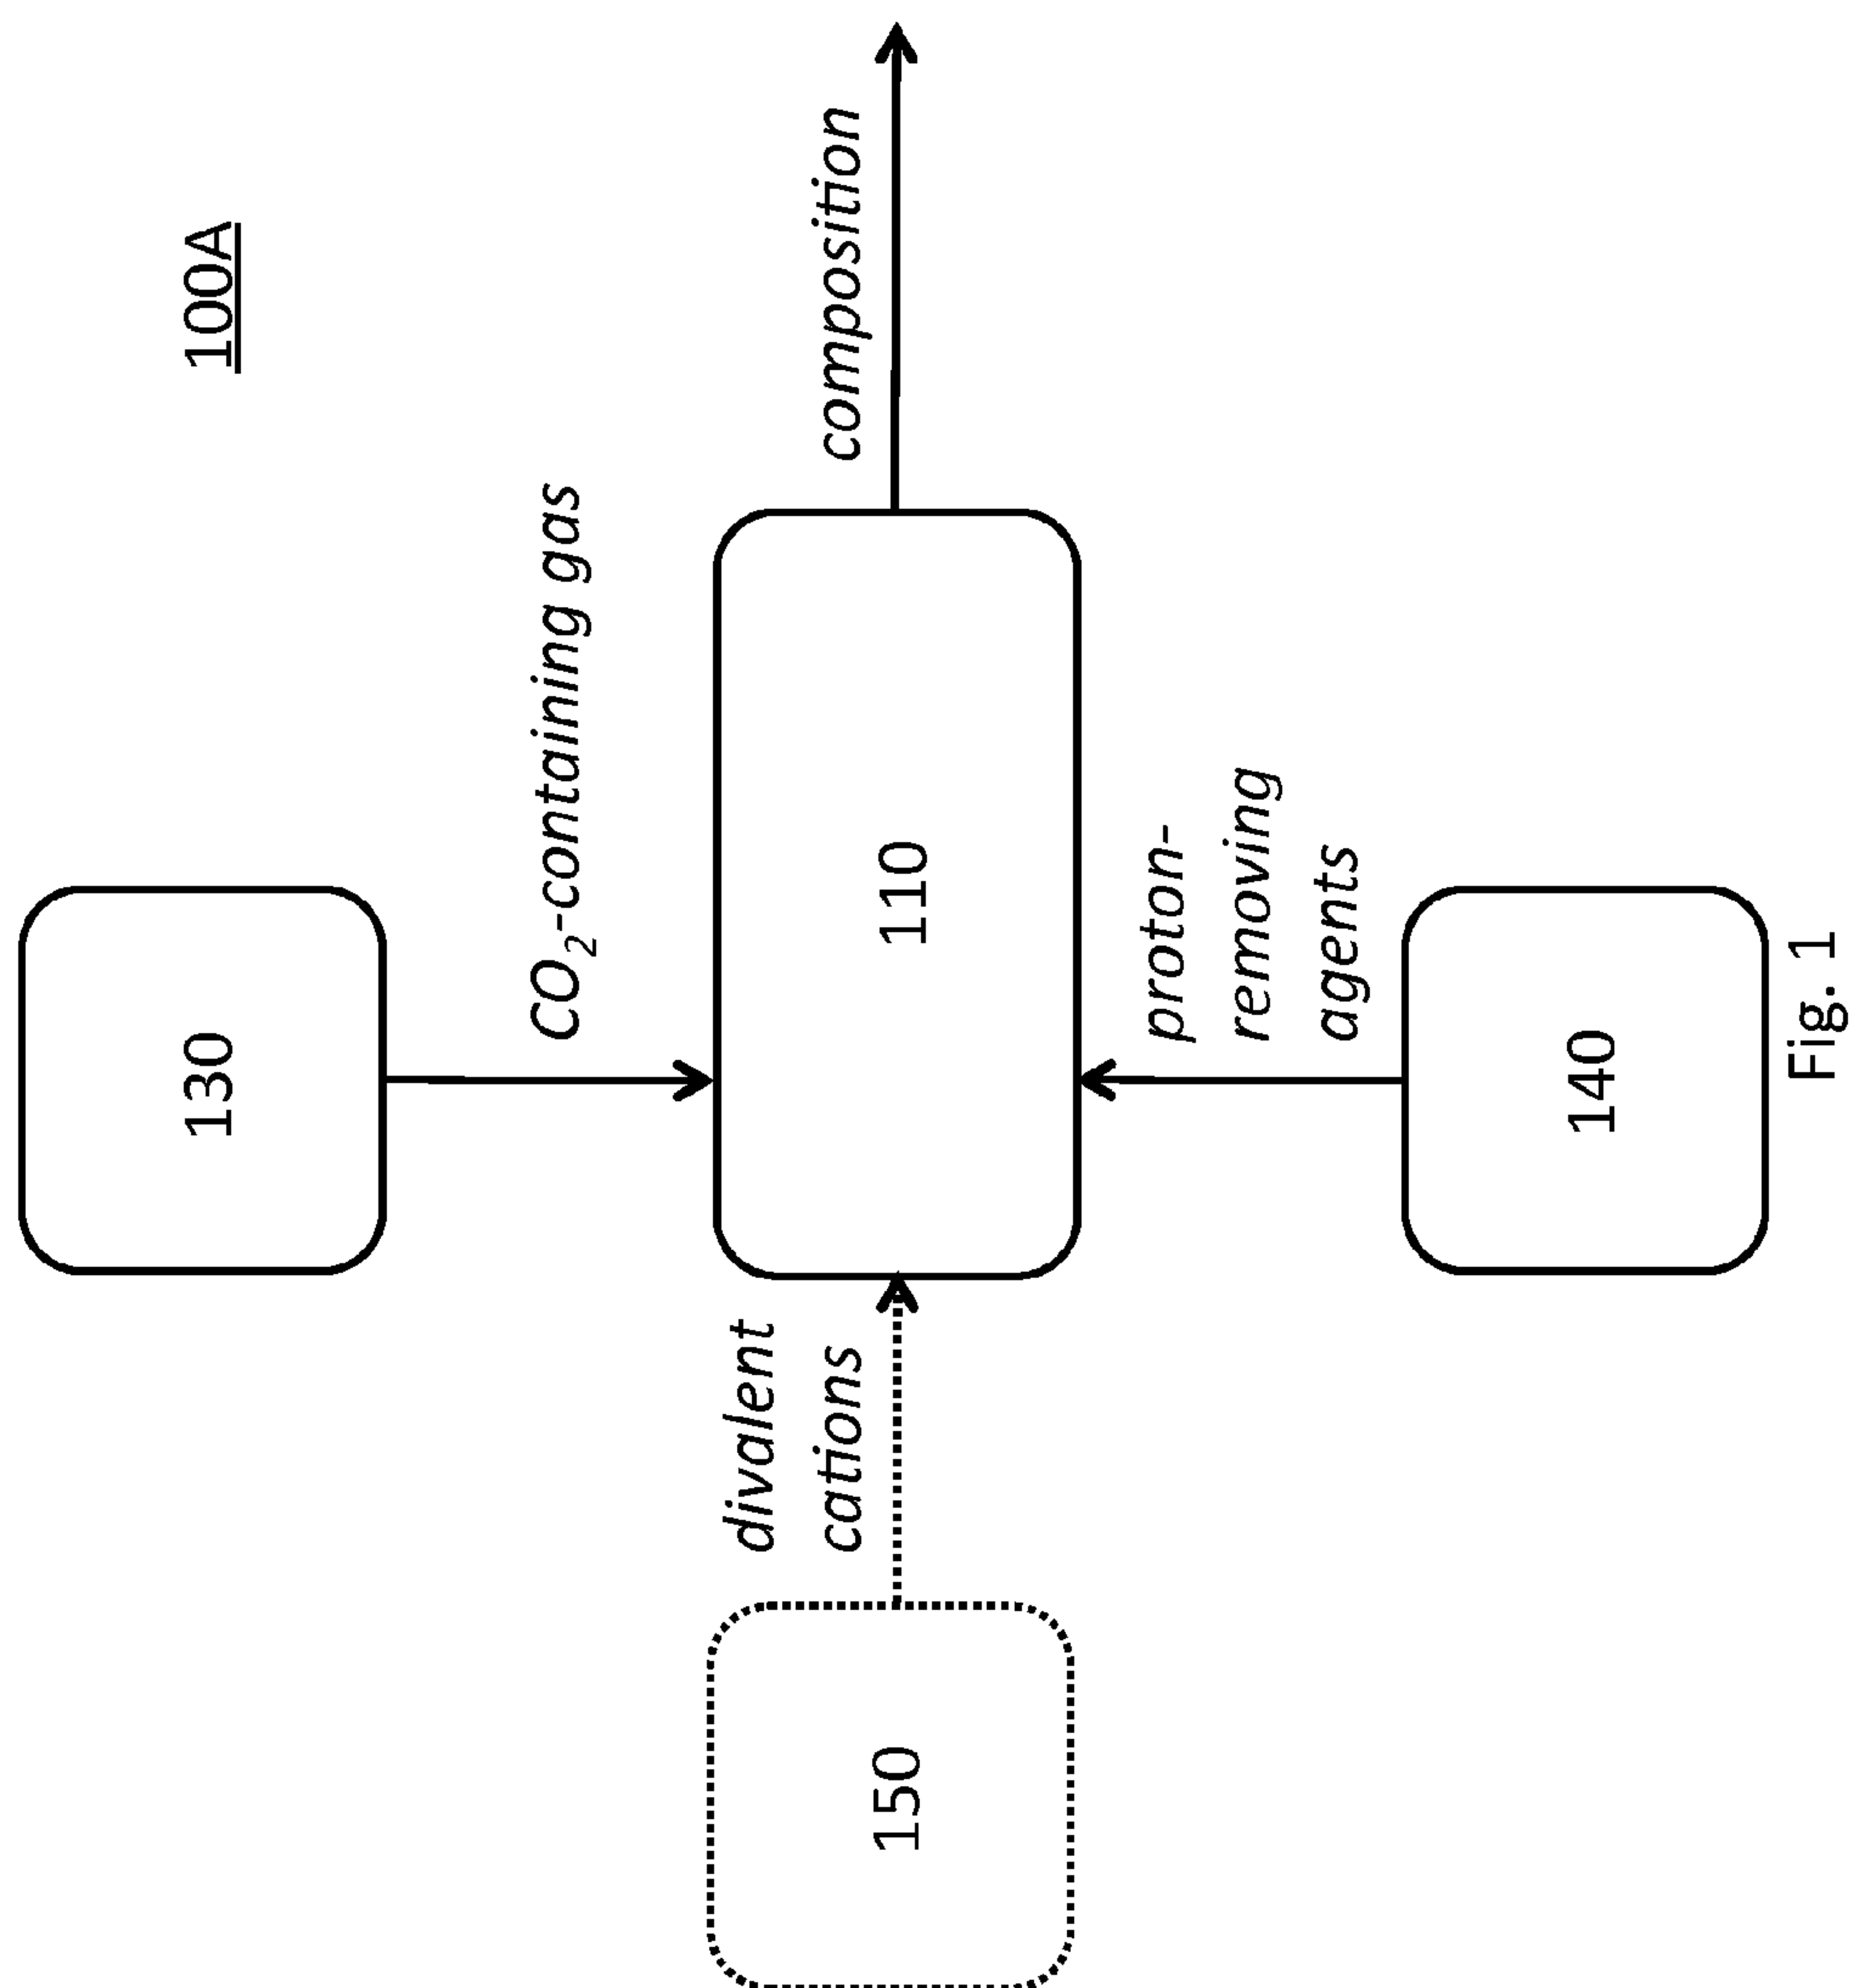 130
100A
CO₂-containing gas
divalent
cations
composition
150
110
proton-
removing
agents
140
Fig. 1